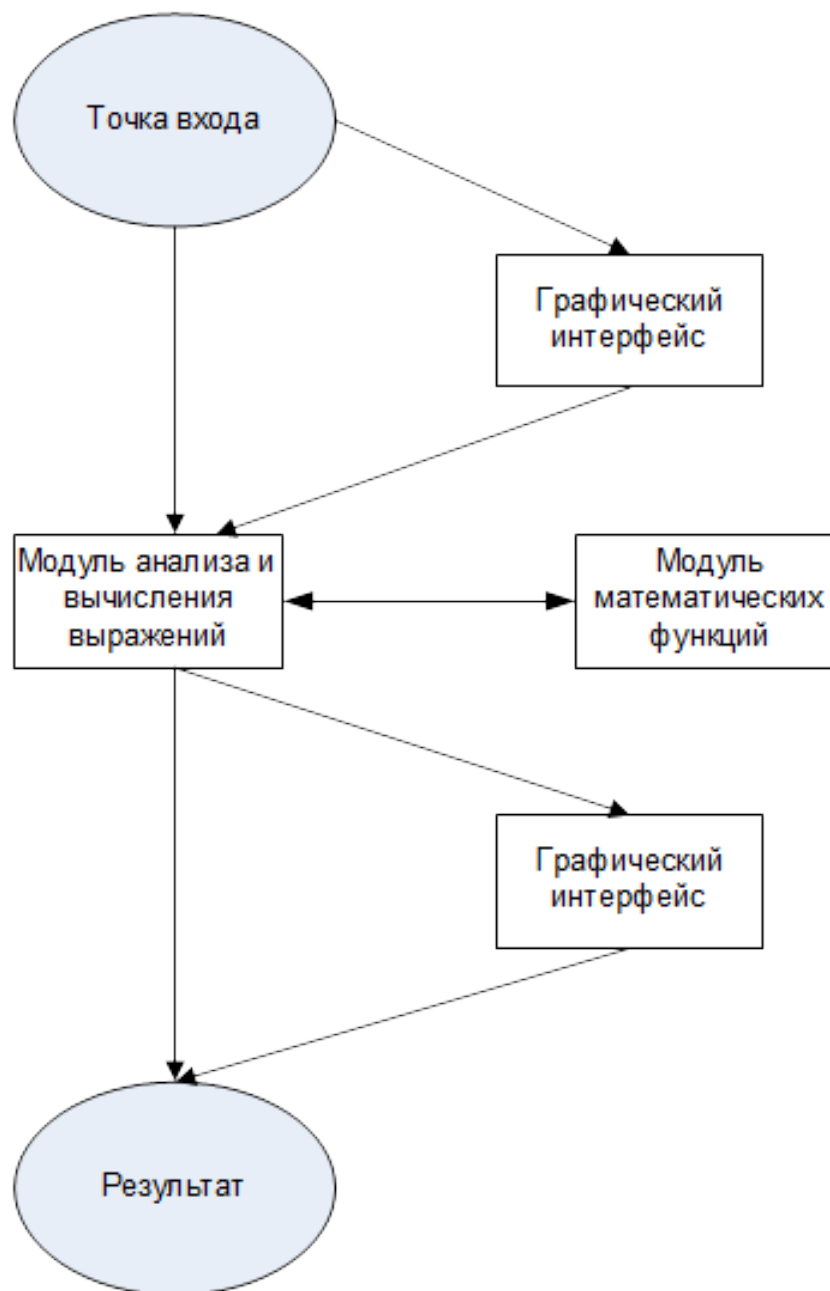 Точка входа
Графический
интерфейс
Модуль анализа и
вычисления
выражений
Модуль
математических
функций
Графический
интерфейс
Результат